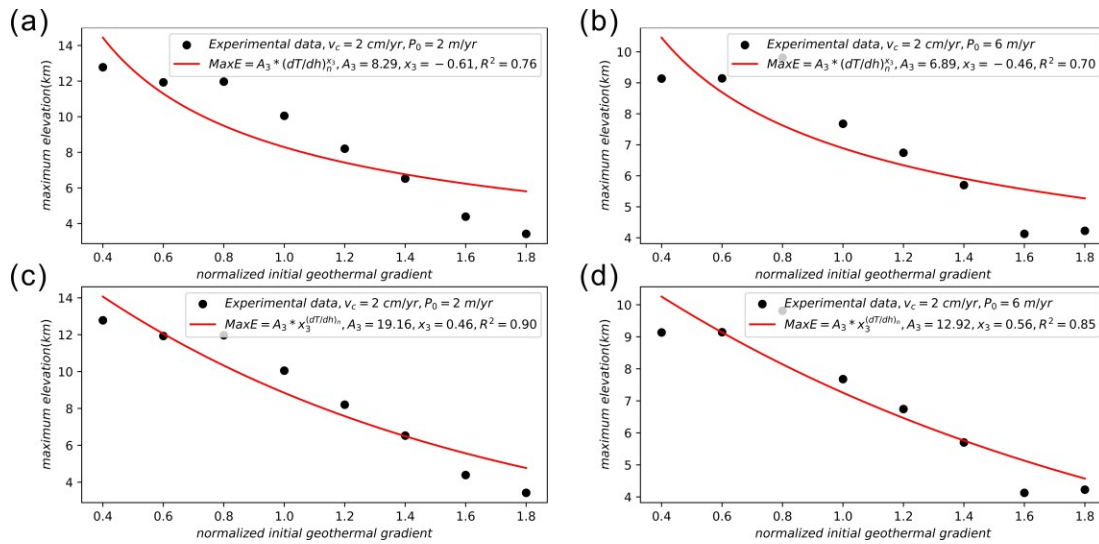 (a)
Experimental data, v_c = 2 cm/yr, P_0 = 2 m/yr
MaxE = A_3 * (dT/dh)_n^{x_3}, A_3 = 8.29, x_3 = −0.61, R^2 = 0.76
maximum elevation(km)
14
12
10
8
6
4
0.4 0.6 0.8 1.0 1.2 1.4 1.6 1.8
normalized initial geothermal gradient
(b)
Experimental data, v_c = 2 cm/yr, P_0 = 6 m/yr
MaxE = A_3 * (dT/dh)_n^{x_3}, A_3 = 6.89, x_3 = −0.46, R^2 = 0.70
maximum elevation(km)
10
9
8
7
6
5
4
0.4 0.6 0.8 1.0 1.2 1.4 1.6 1.8
normalized initial geothermal gradient
(c)
Experimental data, v_c = 2 cm/yr, P_0 = 2 m/yr
MaxE = A_3 * x_3^{(dT/dh)_n}, A_3 = 19.16, x_3 = 0.46, R^2 = 0.90
maximum elevation(km)
14
12
10
8
6
4
0.4 0.6 0.8 1.0 1.2 1.4 1.6 1.8
normalized initial geothermal gradient
(d)
Experimental data, v_c = 2 cm/yr, P_0 = 6 m/yr
MaxE = A_3 * x_3^{(dT/dh)_n}, A_3 = 12.92, x_3 = 0.56, R^2 = 0.85
maximum elevation(km)
10
9
8
7
6
5
4
0.4 0.6 0.8 1.0 1.2 1.4 1.6 1.8
normalized initial geothermal gradient